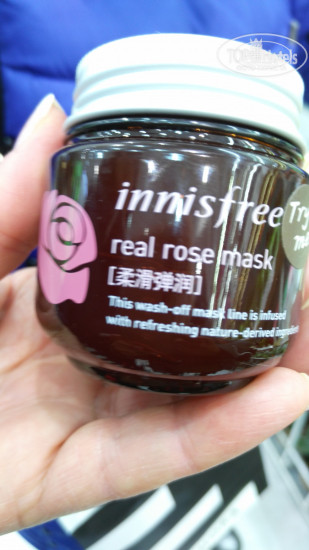 innisfree
Try
real rose mask
[柔滑弹润]
This wash-off mask line is infused
with refreshing nature-derived